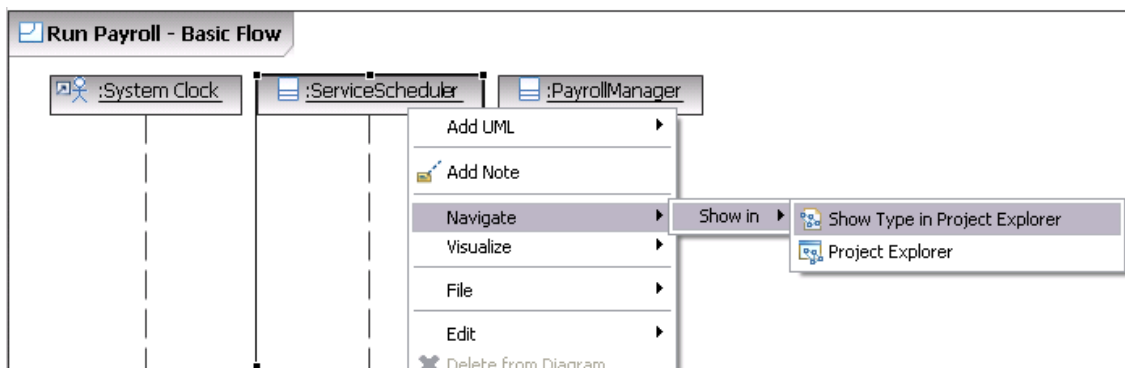 Run Payroll - Basic Flow
:System Clock
:ServiceScheduler
:PayrollManager
Add UML
Add Note
Navigate
Show in
Show Type in Project Explorer
Visualize
Project Explorer
File
Edit
Delete from Diagram